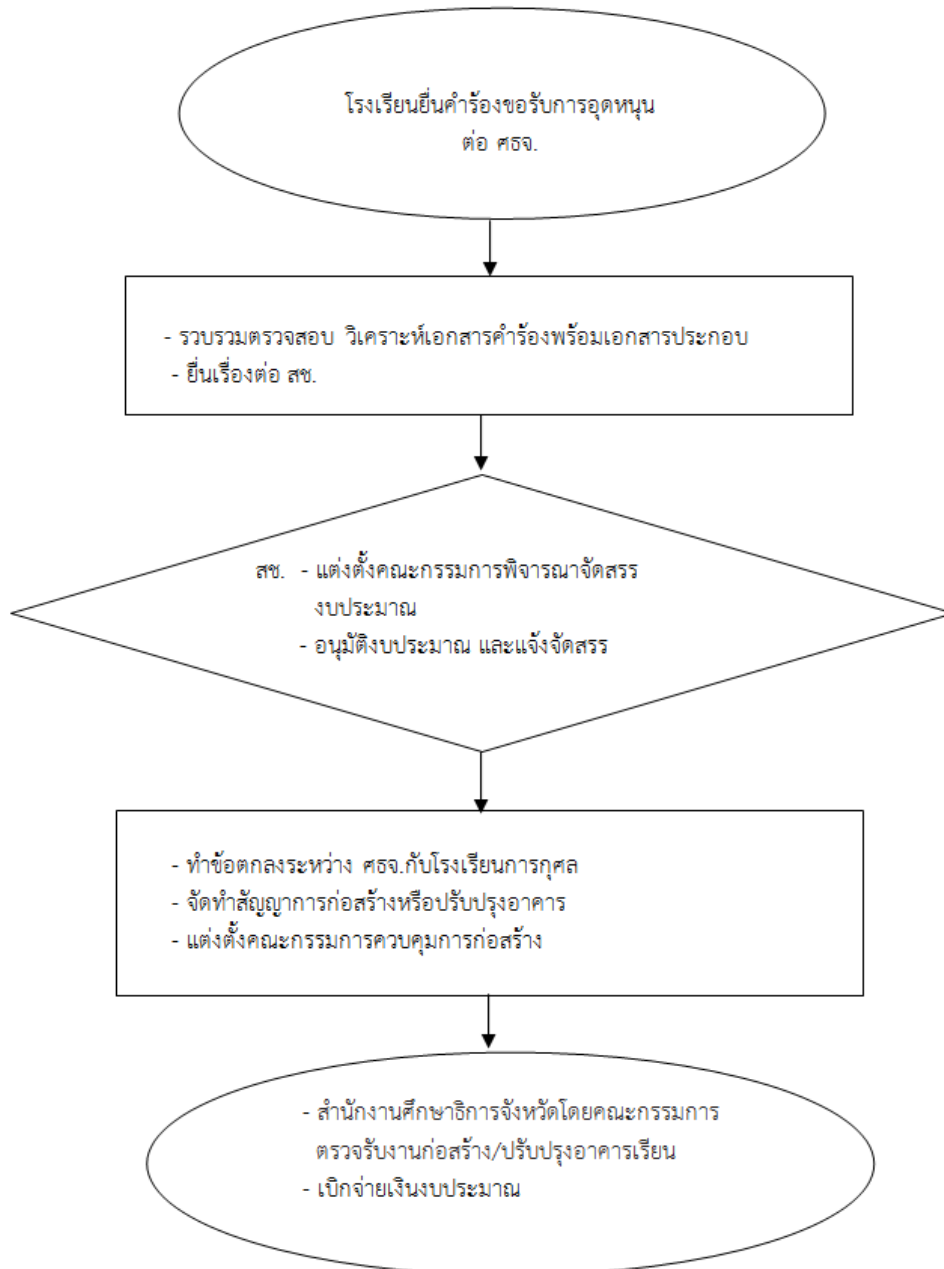 โรงเรียนยื่นคำร้องขอรับการอุดหนุน
ต่อ ศธจ.
- รวบรวมตรวจสอบ วิเคราะห์เอกสารคำร้องพร้อมเอกสารประกอบ
- ยื่นเรื่องต่อ สช.
สช. - แต่งตั้งคณะกรรมการพิจารณาจัดสรร
งบประมาณ
- อนุมัติงบประมาณ และแจ้งจัดสรร
- ทำข้อตกลงระหว่าง ศธจ.กับโรงเรียนการกุศล
- จัดทำสัญญาการก่อสร้างหรือปรับปรุงอาคาร
- แต่งตั้งคณะกรรมการควบคุมการก่อสร้าง
- สำนักงานศึกษาธิการจังหวัดโดยคณะกรรมการ
ตรวจรับงานก่อสร้าง/ปรับปรุงอาคารเรียน
- เบิกจ่ายเงินงบประมาณ